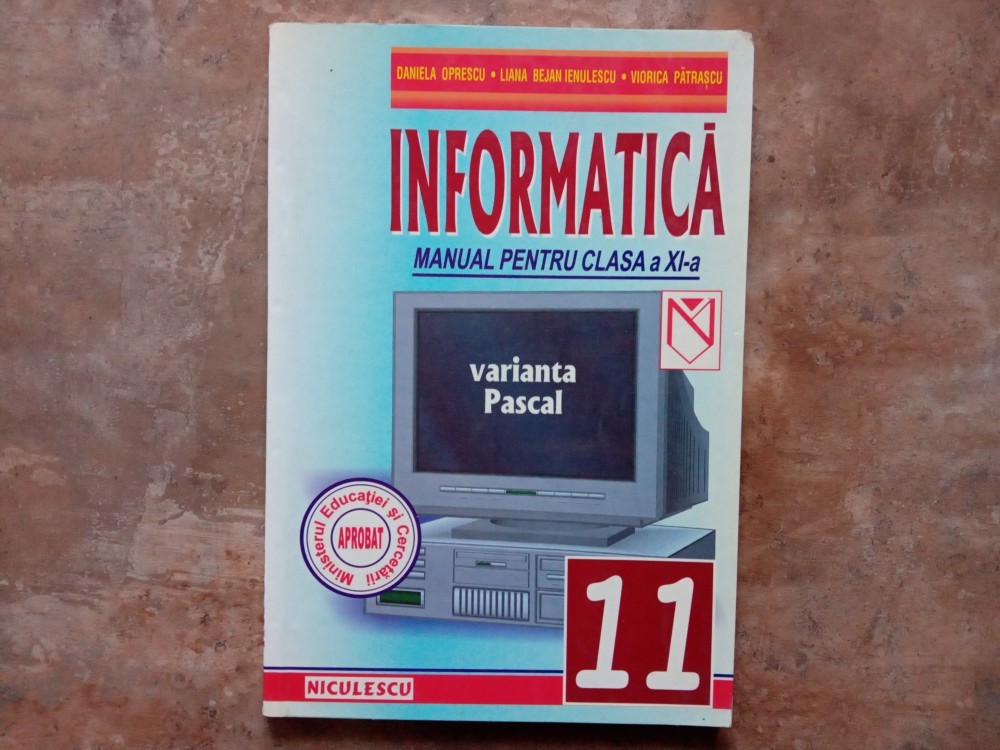 DANIELA OPRESCU • LIANA BEJAN IENULESCU • VIORICA PĂTRAȘCU
INFORMATICĂ
MANUAL PENTRU CLASA a XI-a
varianta
Pascal
Ministerul Educației și Cercetării
APROBAT
11
NICULESCU